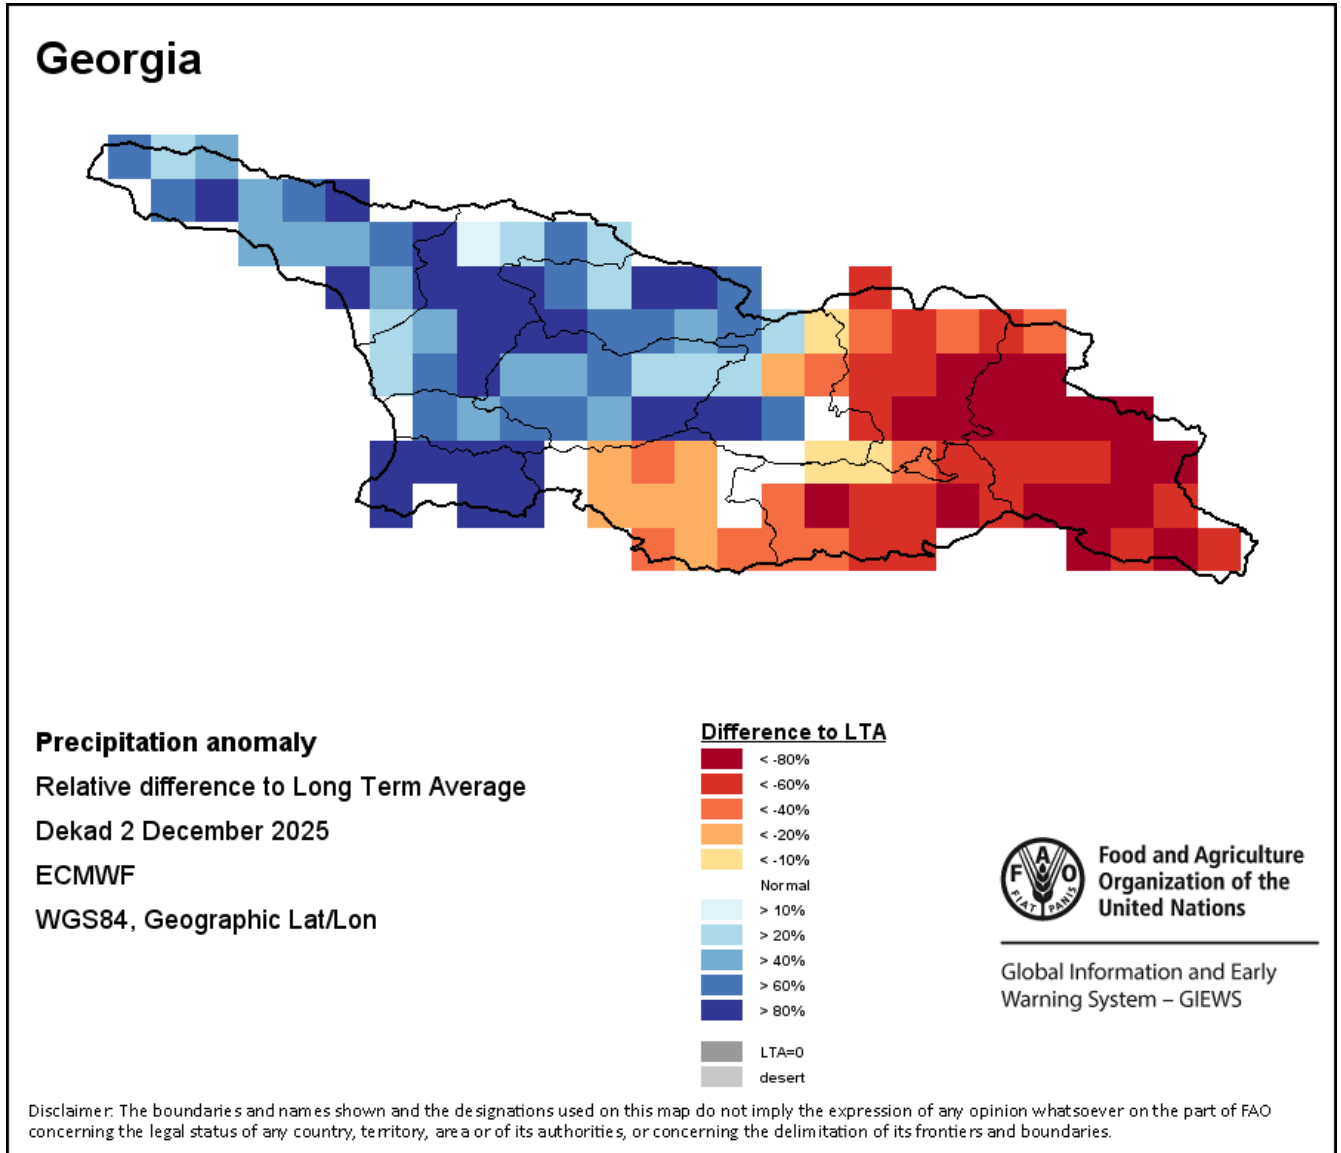 Georgia
Precipitation anomaly
Relative difference to Long Term Average
Dekad 2 December 2025
ECMWF
WGS84, Geographic Lat/Lon
Difference to LTA
< -80%
< -60%
< -40%
< -20%
< -10%
Normal
> 10%
> 20%
> 40%
> 60%
> 80%
LTA=0
desert
F A O
FIAT PANIS
Food and Agriculture
Organization of the
United Nations
Global Information and Early
Warning System – GIEWS
Disclaimer: The boundaries and names shown and the designations used on this map do not imply the expression of any opinion whatsoever on the part of FAO
concerning the legal status of any country, territory, area or of its authorities, or concerning the delimitation of its frontiers and boundaries.